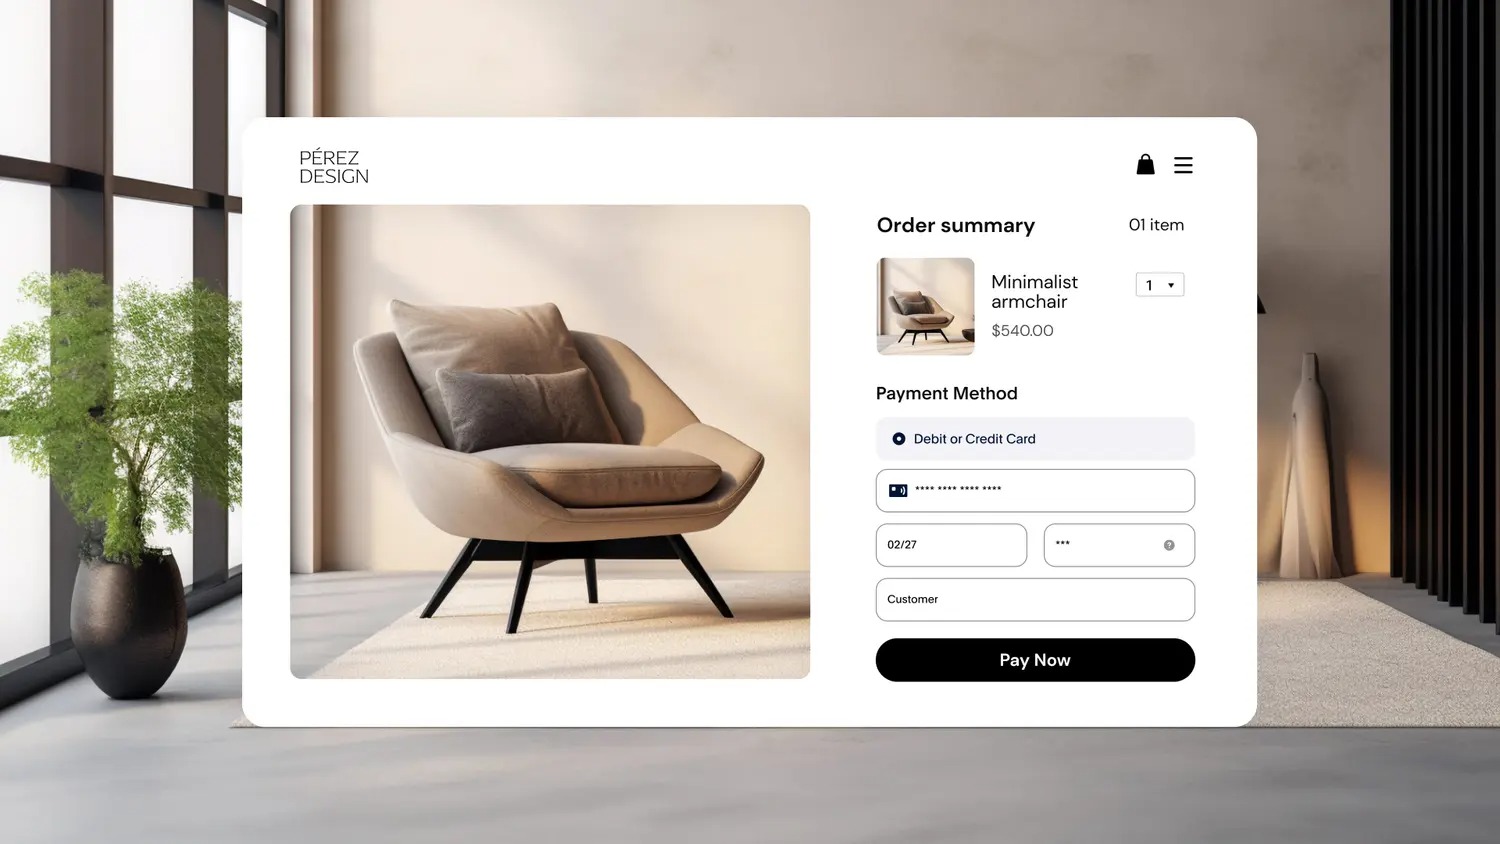 PÉREZ
DESIGN
Order summary
01 item
Minimalist
armchair
1
$540.00
Payment Method
Debit or Credit Card
**** **** **** ****
02/27
***
?
Customer
Pay Now